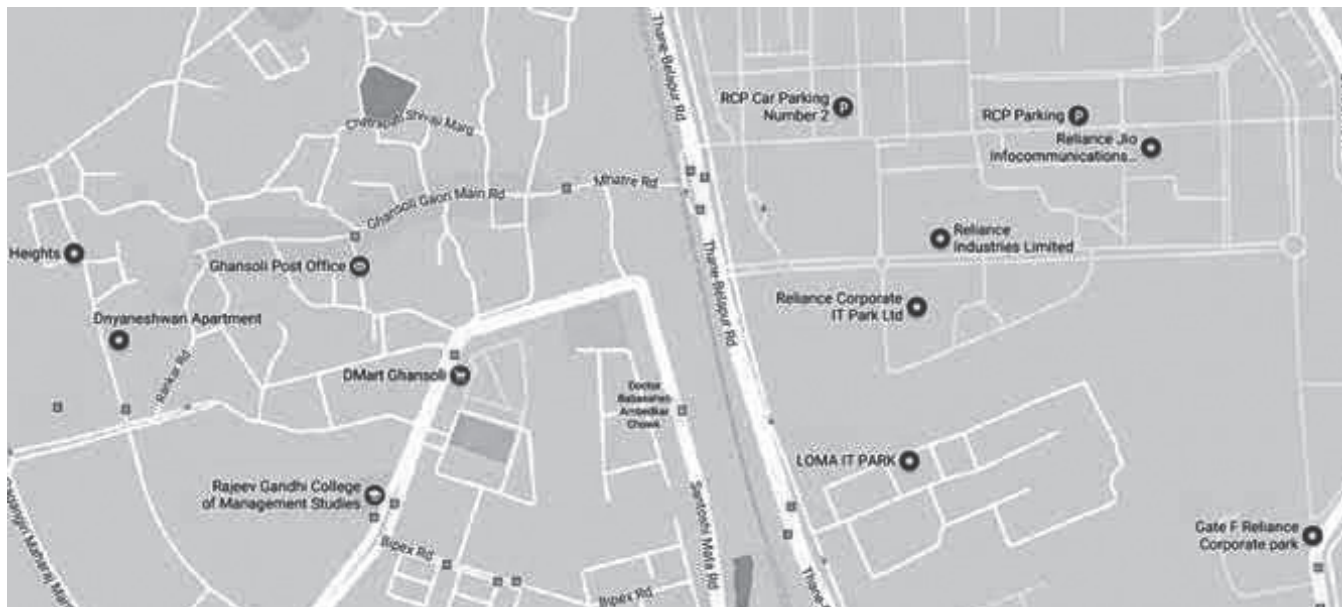 Thane-Belapur Rd
RCP Car Parking
Number 2
RCP Parking
Reliance Jio
Infocommunications...
Chatrapati Shivaji Marg
Mhatre Rd
Ghansoli Gaon Main Rd
Heights
Ghansoli Post Office
Reliance
Industries Limited
Thane-Belapur Rd
Reliance Corporate
IT Park Ltd
Dnyaneshwari Apartment
Rankar Rd
DMart Ghansoli
Doctor
Babasaheb
Ambedkar
Chowk
LOMA IT PARK
Rajeev Gandhi College
of Management Studies
Santoshi Mata Rd
Gate F Reliance
Corporate park
Bipex Rd
Bipex Rd